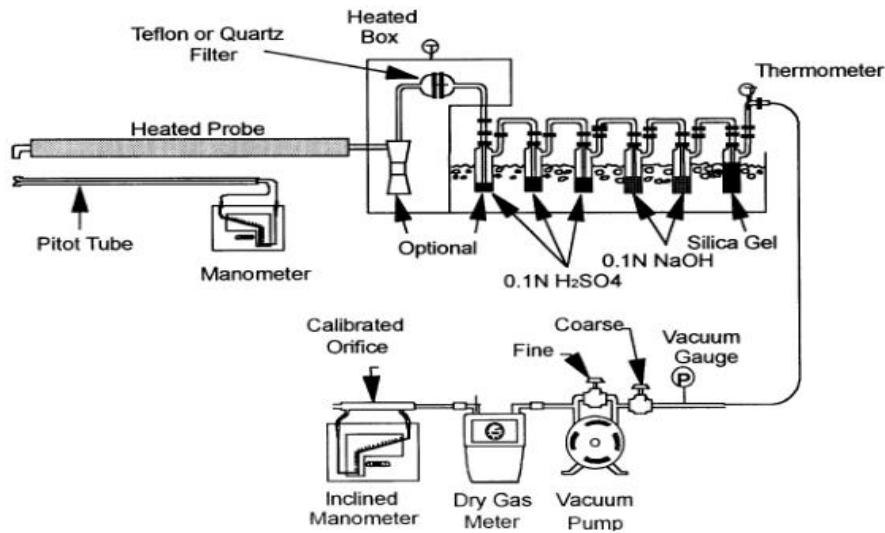 Heated
Box
Teflon or Quartz
Filter
Thermometer
Heated Probe
Pitot Tube
Manometer
Optional
0.1N H₂SO4
0.1N NaOH
Silica Gel
Calibrated
Orifice
Fine
Coarse
Vacuum
Gauge
P
Inclined
Manometer
Dry Gas
Meter
Vacuum
Pump